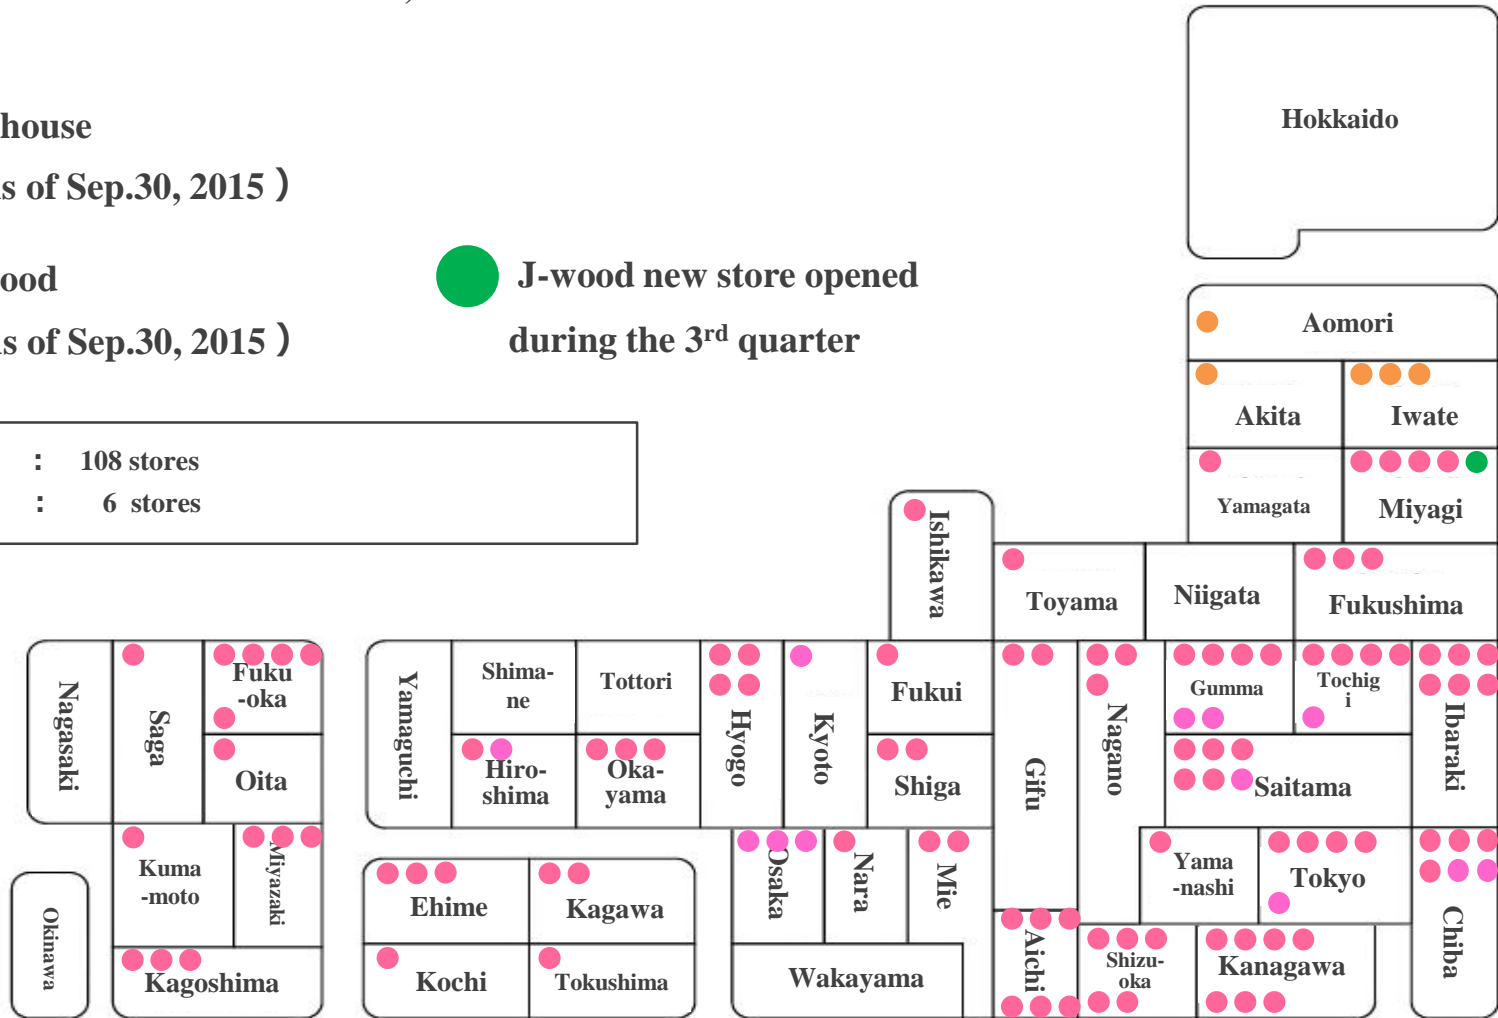 Hokkaido
house
s of Sep.30, 2015 )
ood
s of Sep.30, 2015 )
J-wood new store opened
during the 3rd quarter
: 108 stores
: 6 stores
Aomori
Akita
Iwate
Yamagata
Miyagi
Ishikawa
Toyama
Niigata
Fukushima
Nagasaki
Saga
Fuku
-oka
Oita
Kuma
-moto
Miyazaki
Kagoshima
Okinawa
Yamaguchi
Shima-
ne
Tottori
Hiro-
shima
Oka-
yama
Hyogo
Kyoto
Fukui
Shiga
Gifu
Nagano
Gumma
Tochig
i
Ibaraki
Saitama
Ehime
Kagawa
Kochi
Tokushima
Osaka
Nara
Mie
Wakayama
Aichi
Yama
-nashi
Tokyo
Shizu-
oka
Kanagawa
Chiba